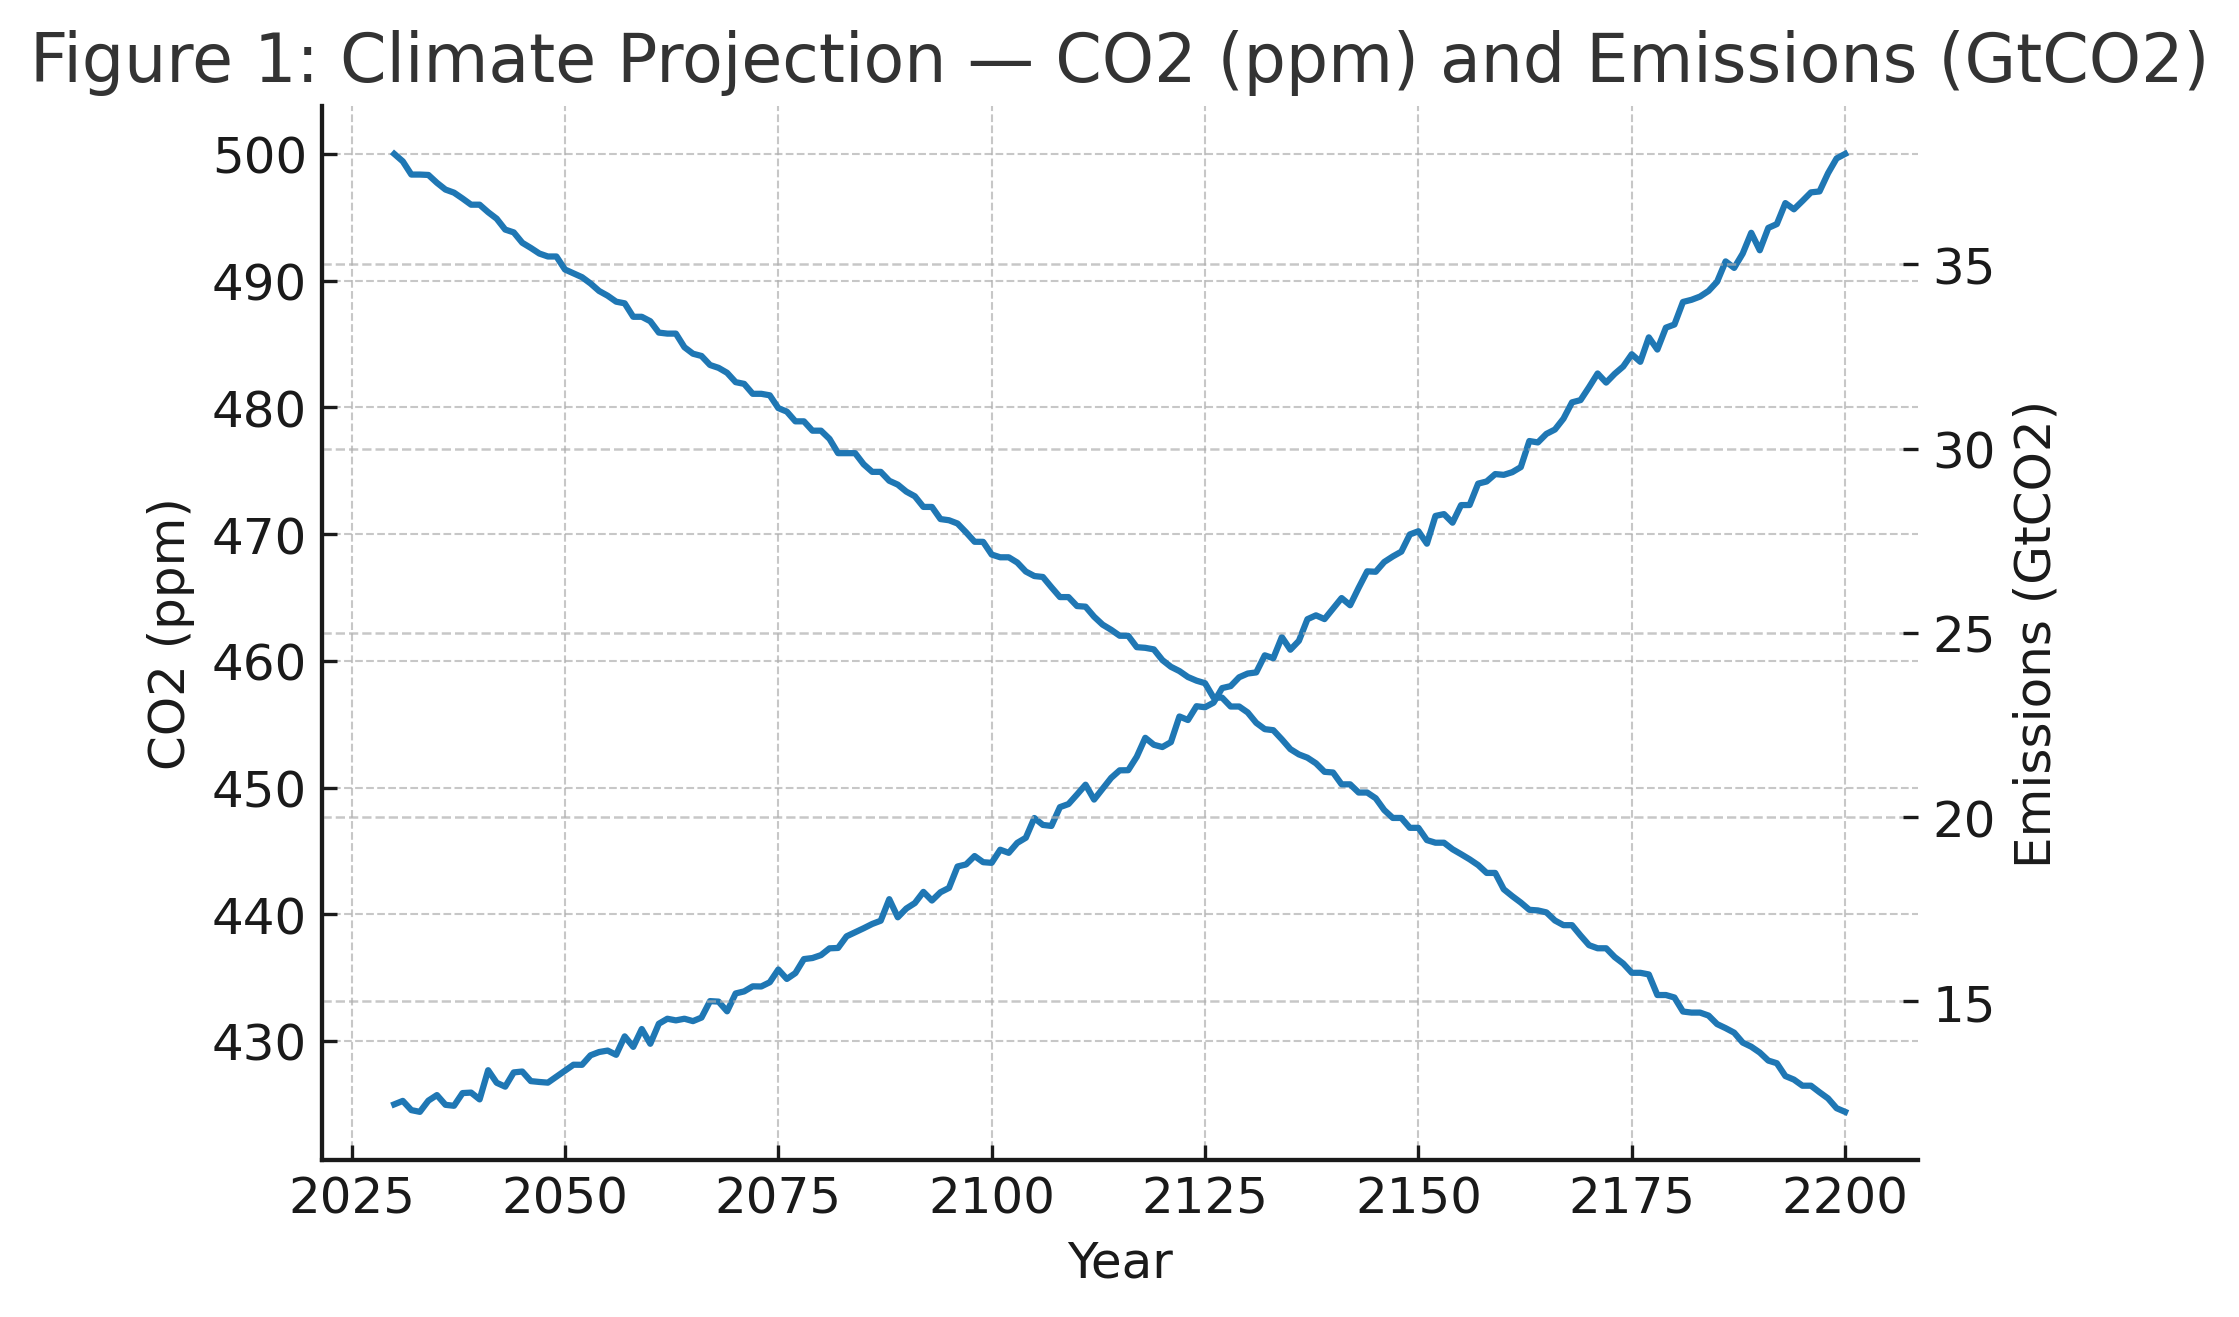 Figure 1: Climate Projection — CO2 (ppm) and Emissions (GtCO2)
CO2 (ppm)
500
490
480
470
460
450
440
430
35
30
25
20
15
Emissions (GtCO2)
2025 2050 2075 2100 2125 2150 2175 2200
Year